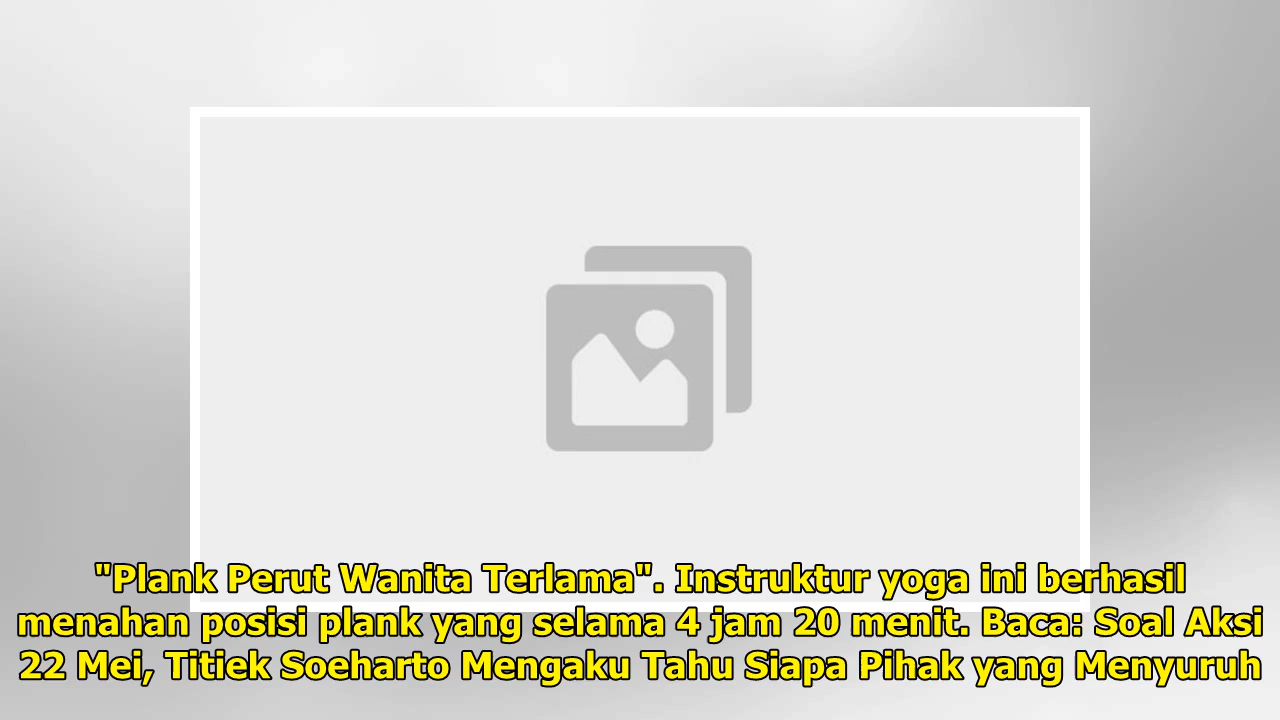 "Plank Perut Wanita Terlama". Instruktur yoga ini berhasil
menahan posisi plank yang selama 4 jam 20 menit. Baca: Soal Aksi
22 Mei, Titiek Soeharto Mengaku Tahu Siapa Pihak yang Menyuruh